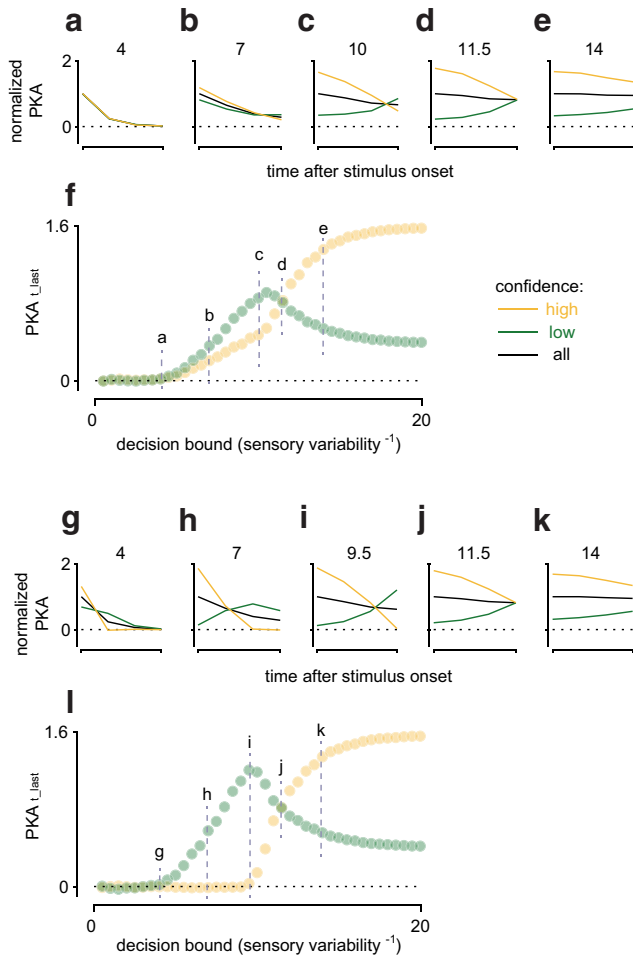 a b c d e
4 7 10 11.5 14
normalized
PKA
2
0
time after stimulus onset
f
PKA t_last
1.6
0
a b c d e
confidence:
high
low
all
0 20
decision bound (sensory variability -1)
g h i j k
4 7 9.5 11.5 14
normalized
PKA
2
0
time after stimulus onset
l
PKA t_last
1.6
0
g h i j k
0 20
decision bound (sensory variability -1)